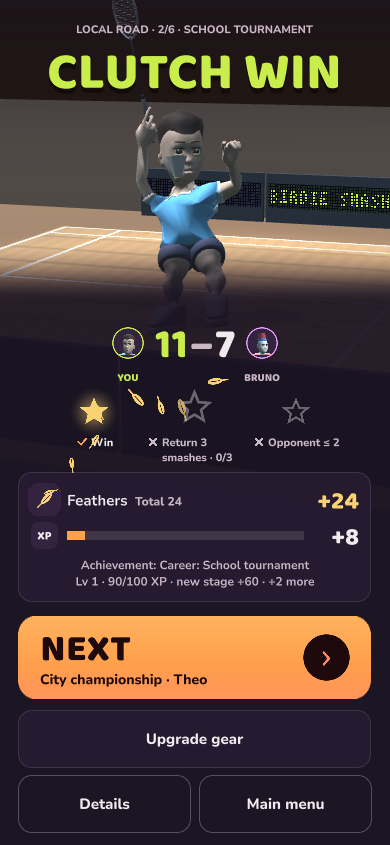 LOCAL ROAD · 2/6 · SCHOOL TOURNAMENT
CLUTCH WIN
BIRDIE SMASH
11–7
YOU
BRUNO
Win
Return 3
smashes · 0/3
Opponent ≤ 2
Feathers Total 24
+24
XP
+8
Achievement: Career: School tournament
Lv 1 · 90/100 XP · new stage +60 · +2 more
NEXT
City championship · Theo
Upgrade gear
Details
Main menu